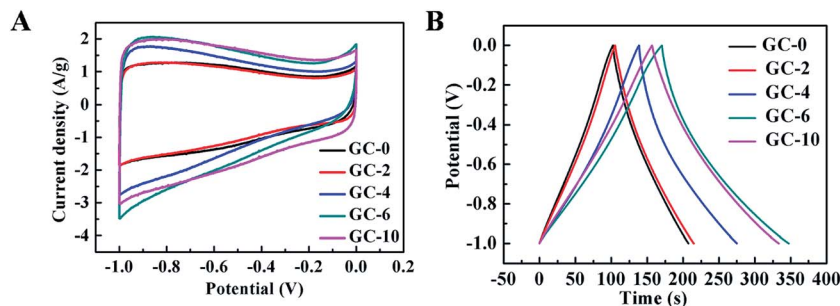 A
Current density (A/g)
2
1
0
-1
-2
-3
-4
-1.0 -0.8 -0.6 -0.4 -0.2 0.0 0.2
Potential (V)
GC-0
GC-2
GC-4
GC-6
GC-10
B
Potential (V)
0.0
-0.2
-0.4
-0.6
-0.8
-1.0
-50 0 50 100 150 200 250 300 350 400
Time (s)
GC-0
GC-2
GC-4
GC-6
GC-10